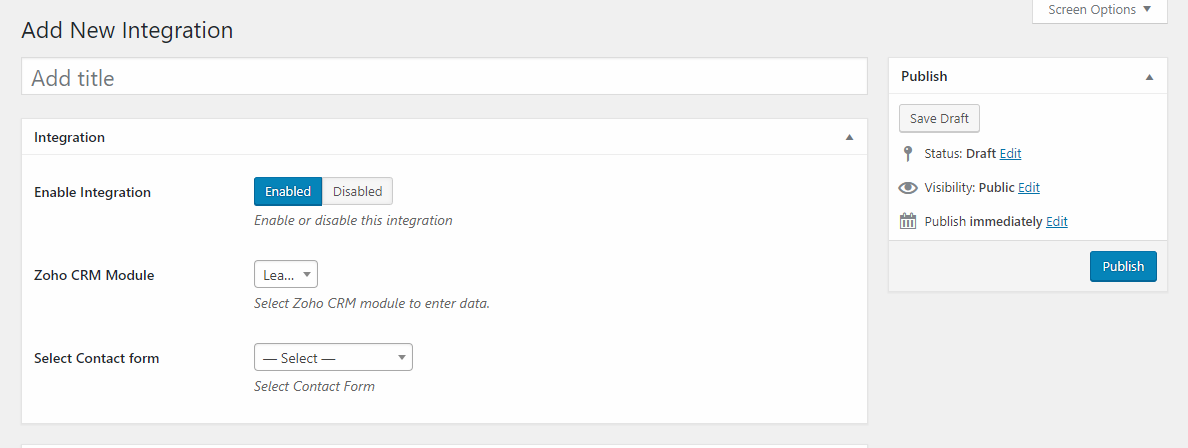 Screen Options
Add New Integration
Add title
Integration
Enable Integration
Enabled Disabled
Enable or disable this integration
Zoho CRM Module
Lea...
Select Zoho CRM module to enter data.
Select Contact form
— Select —
Select Contact Form
Publish
Save Draft
Status: Draft Edit
Visibility: Public Edit
Publish immediately Edit
Publish